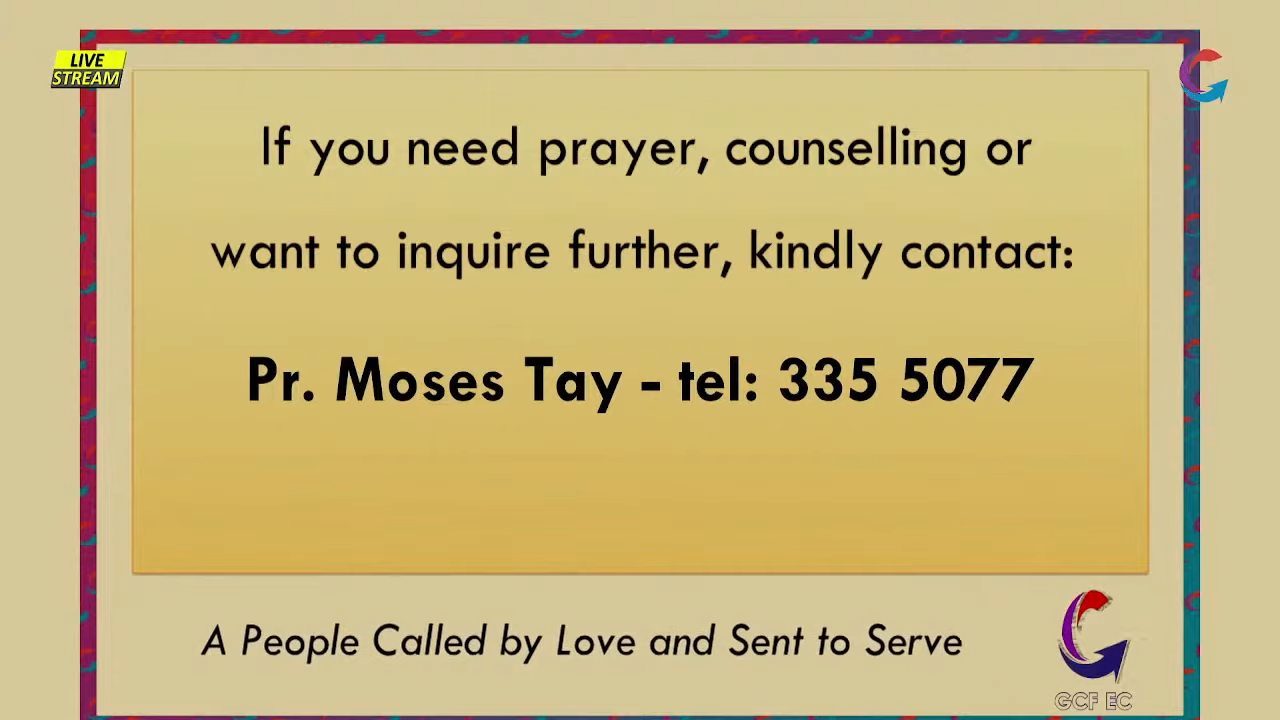 LIVE
STREAM
If you need prayer, counselling or
want to inquire further, kindly contact:
Pr. Moses Tay - tel: 335 5077
A People Called by Love and Sent to Serve
GCF EC